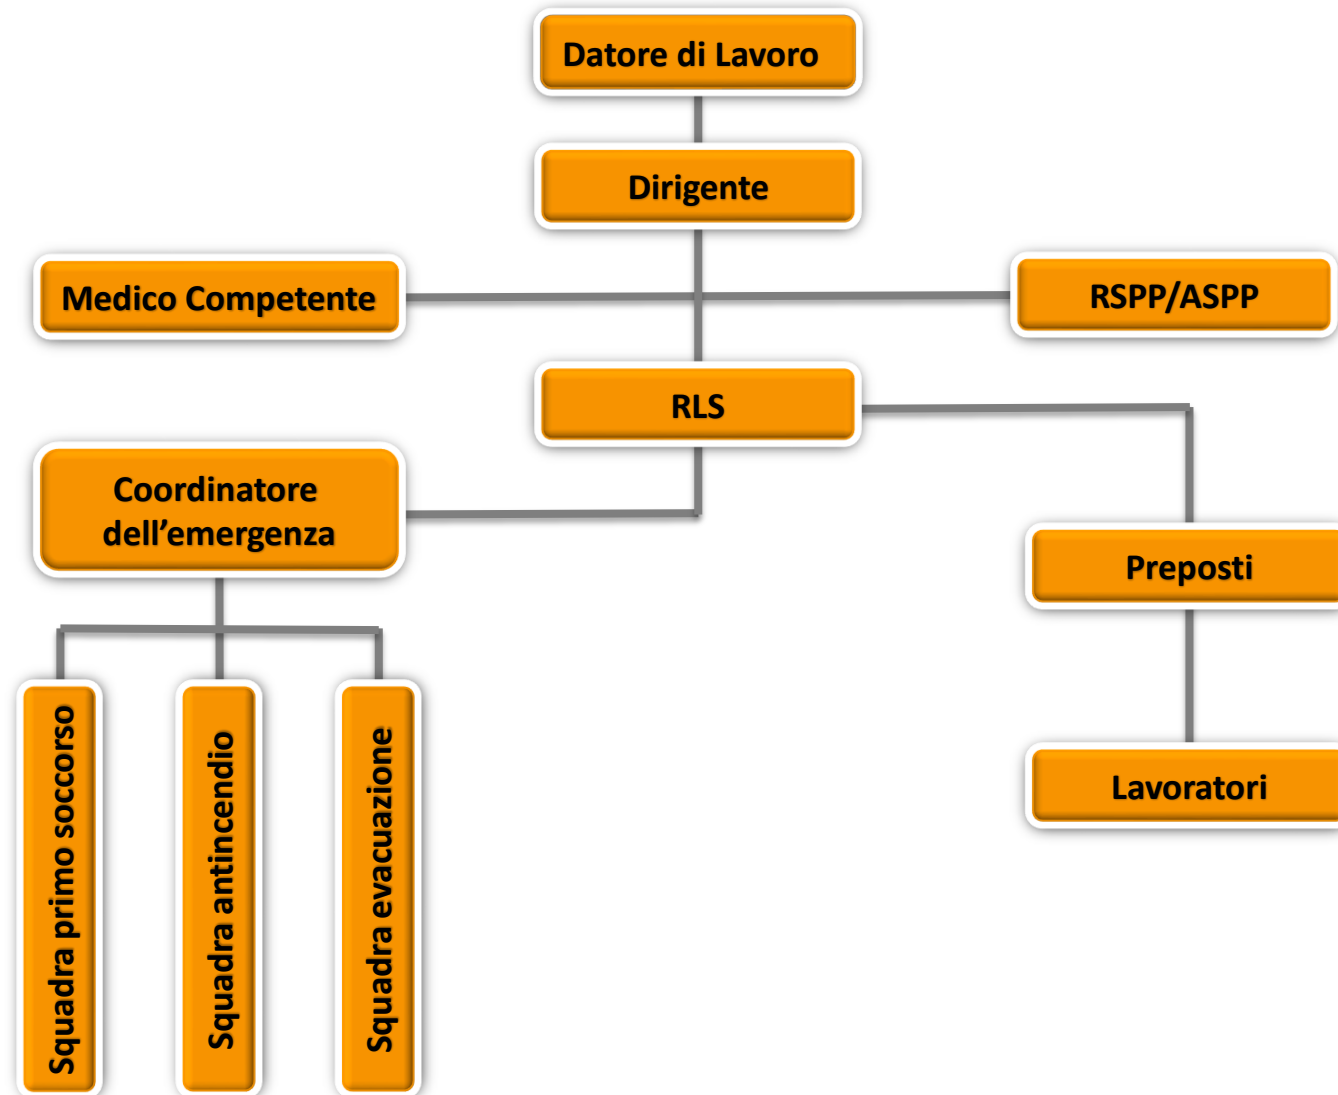 Datore di Lavoro
Dirigente
Medico Competente
RSPP/ASPP
RLS
Coordinatore
dell’emergenza
Preposti
Lavoratori
Squadra primo soccorso
Squadra antincendio
Squadra evacuazione